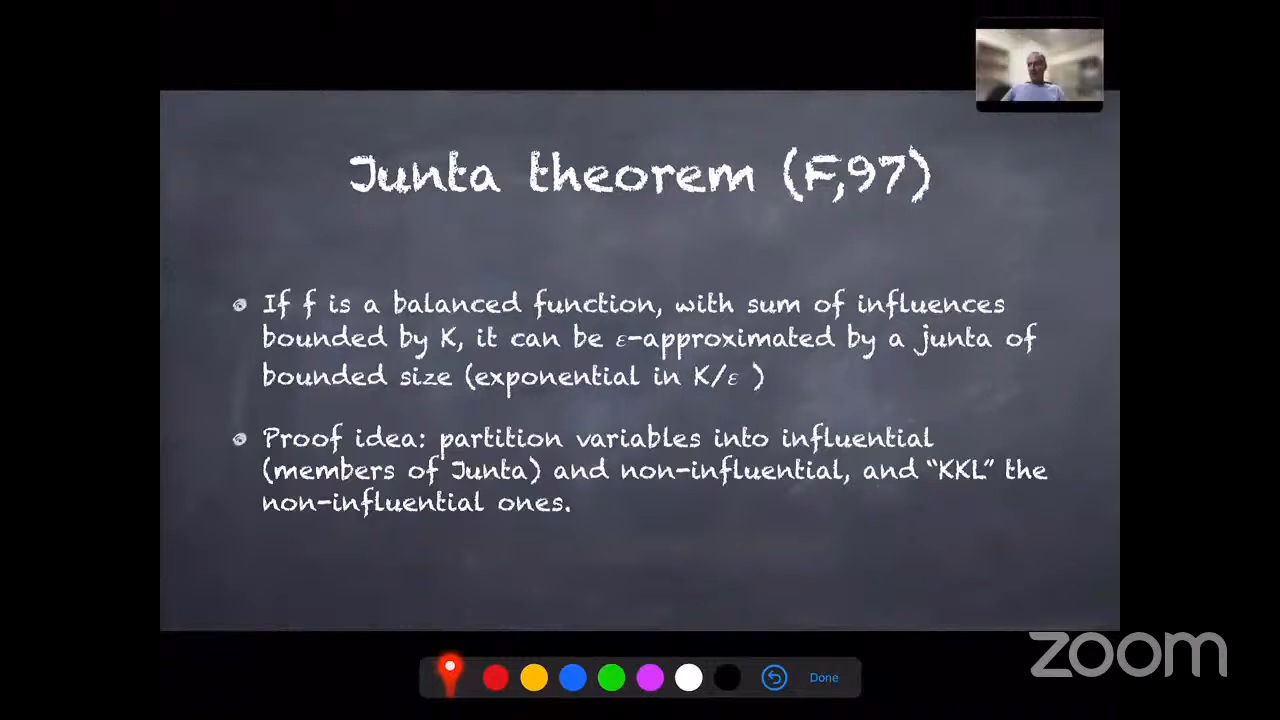 Junta theorem (F,97)
If f is a balanced function, with sum of influences
bounded by K, it can be ε-approximated by a junta of
bounded size (exponential in K/ε )
Proof idea: partition variables into influential
(members of Junta) and non-influential, and “KKL” the
non-influential ones.
zoom
Done